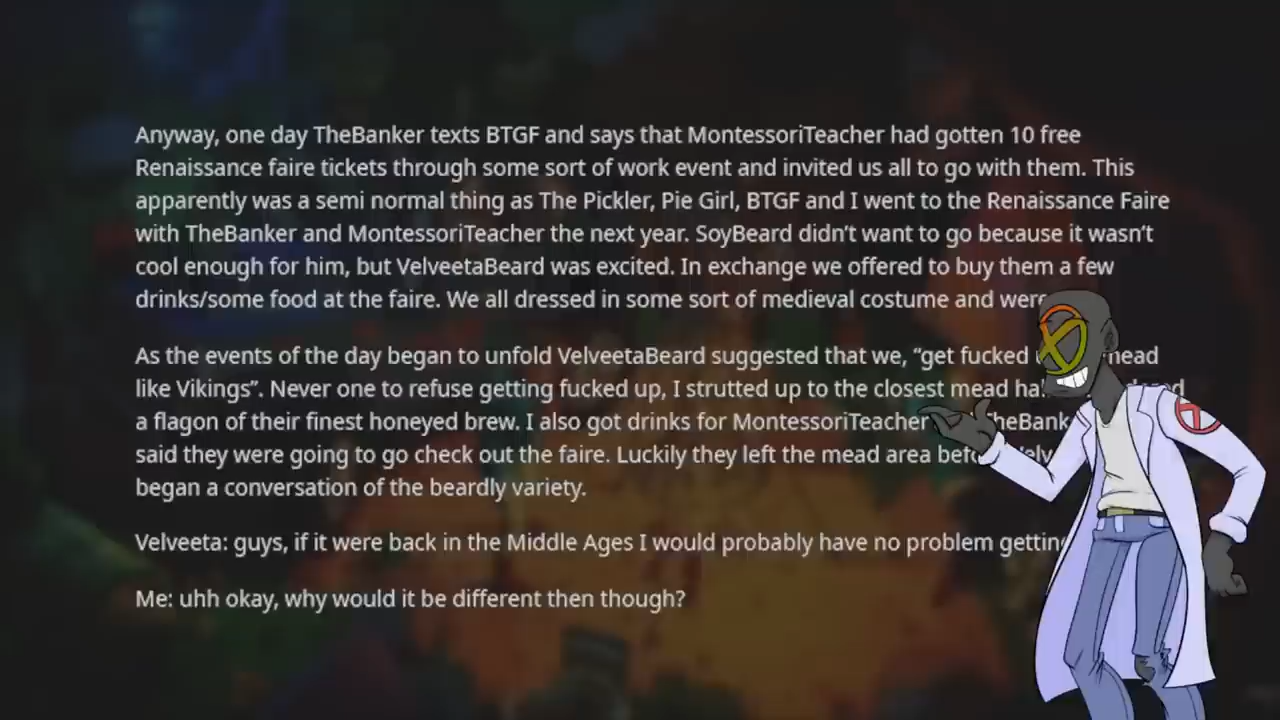 Anyway, one day TheBanker texts BTGF and says that MontessoriTeacher had gotten 10 free
Renaissance faire tickets through some sort of work event and invited us all to go with them. This
apparently was a semi normal thing as The Pickler, Pie Girl, BTGF and I went to the Renaissance Faire
with TheBanker and MontessoriTeacher the next year. SoyBeard didn’t want to go because it wasn’t
cool enough for him, but VelveetaBeard was excited. In exchange we offered to buy them a few
drinks/some food at the faire. We all dressed in some sort of medieval costume and were
As the events of the day began to unfold VelveetaBeard suggested that we, “get fucked mead
like Vikings”. Never one to refuse getting fucked up, I strutted up to the closest mead
a flagon of their finest honeyed brew. I also got drinks for MontessoriTeacher
said they were going to go check out the faire. Luckily they left the mead area
began a conversation of the beardly variety.
Velveeta: guys, if it were back in the Middle Ages I would probably have no problem getting
Me: uhh okay, why would it be different then though?